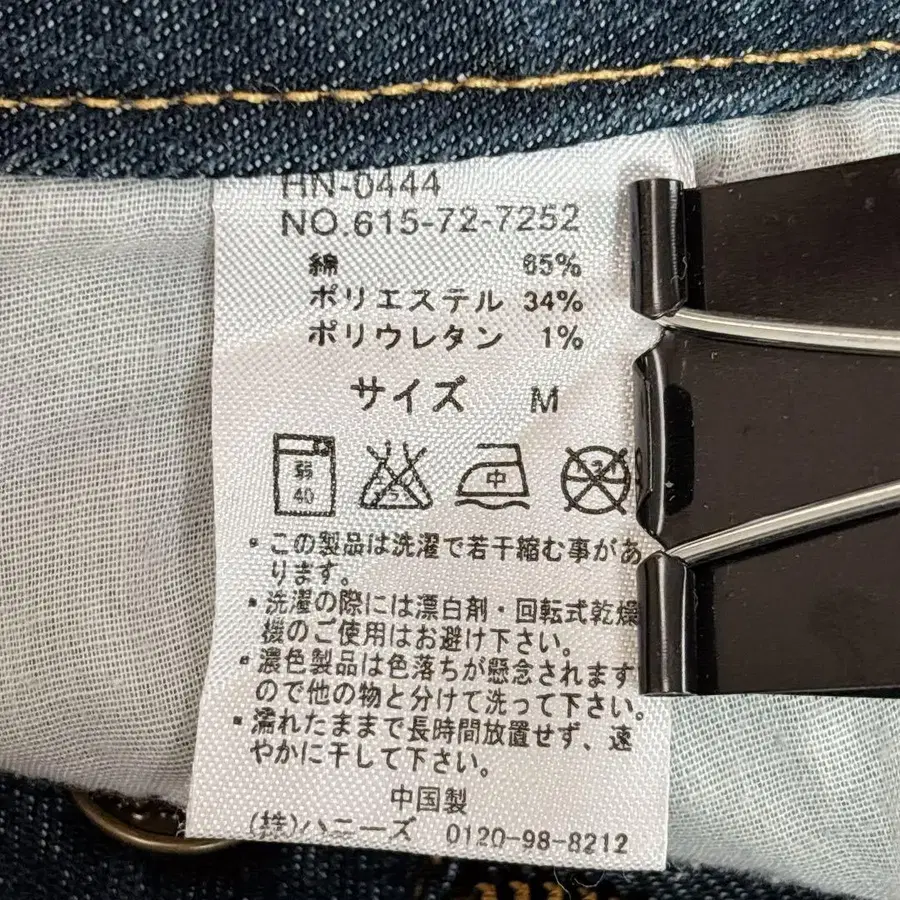 HN-0444
NO.615-72-7252
綿 65%
ポリエステル 34%
ポリウレタン 1%
サイズ M
弱 40 中
・この製品は洗濯で若干縮む事があ
ります。
・洗濯の際には漂白剤・回転式乾燥
機のご使用はお避け下さい。
・濃色製品は色落ちが懸念されます
ので他の物と分けて洗って下さい。
・濡れたままで長時間放置せず、速
やかに干して下さい。
中国製
(株)ハニーズ 0120-98-8212